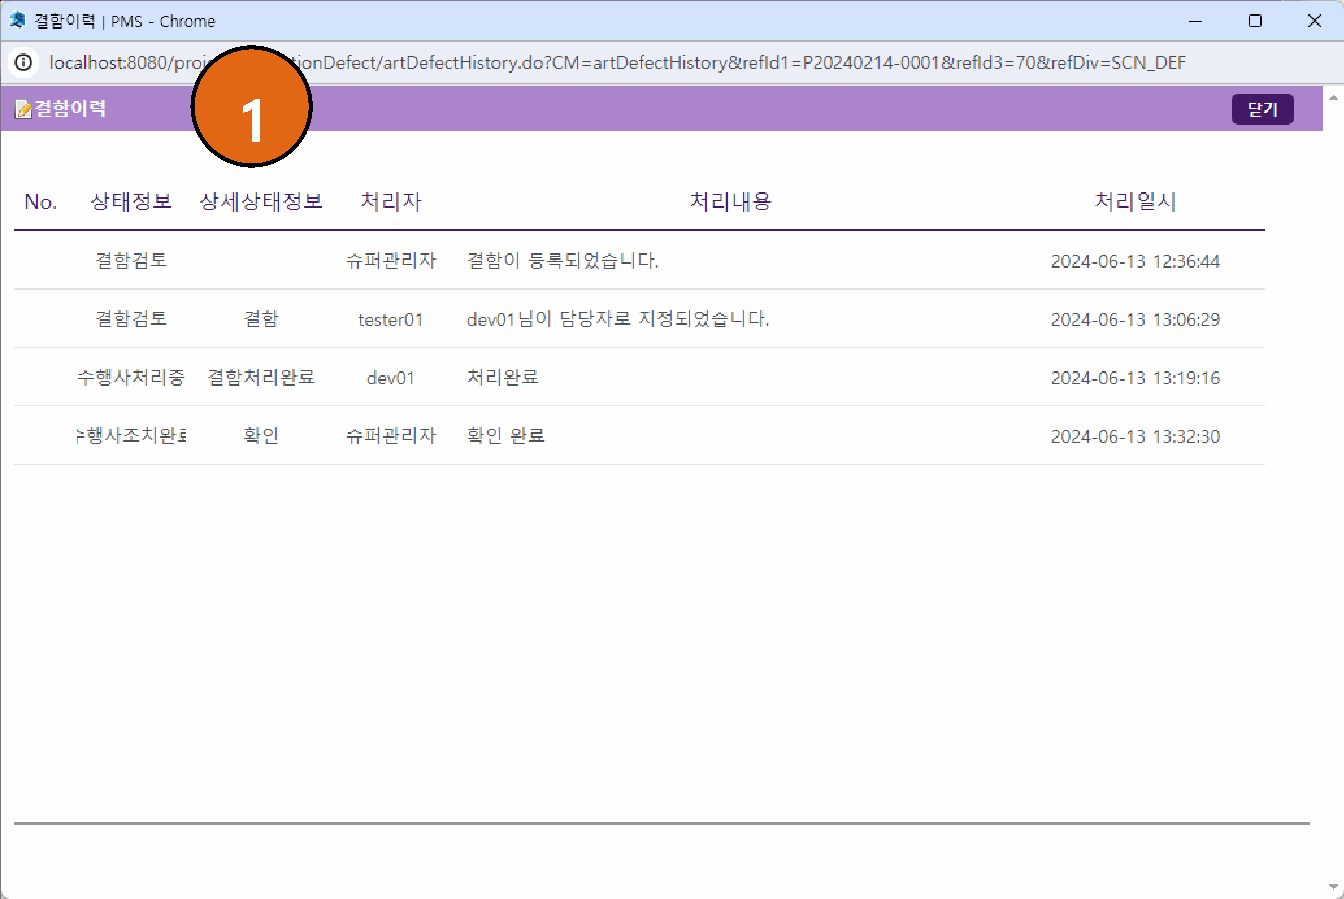 결함이력 | PMS - Chrome
localhost:8080/proj tionDefect/artDefectHistory.do?CM=artDefectHistory&refId1=P20240214-0001&refId3=70&refDiv=SCN_DEF
1
결함이력 닫기
No. 상태정보 상세상태정보 처리자 처리내용 처리일시
결함검토 슈퍼관리자 결함이 등록되었습니다. 2024-06-13 12:36:44
결함검토 결함 tester01 dev01님이 담당자로 지정되었습니다. 2024-06-13 13:06:29
수행사처리중 결함처리완료 dev01 처리완료 2024-06-13 13:19:16
행사조치완료 확인 슈퍼관리자 확인 완료 2024-06-13 13:32:30